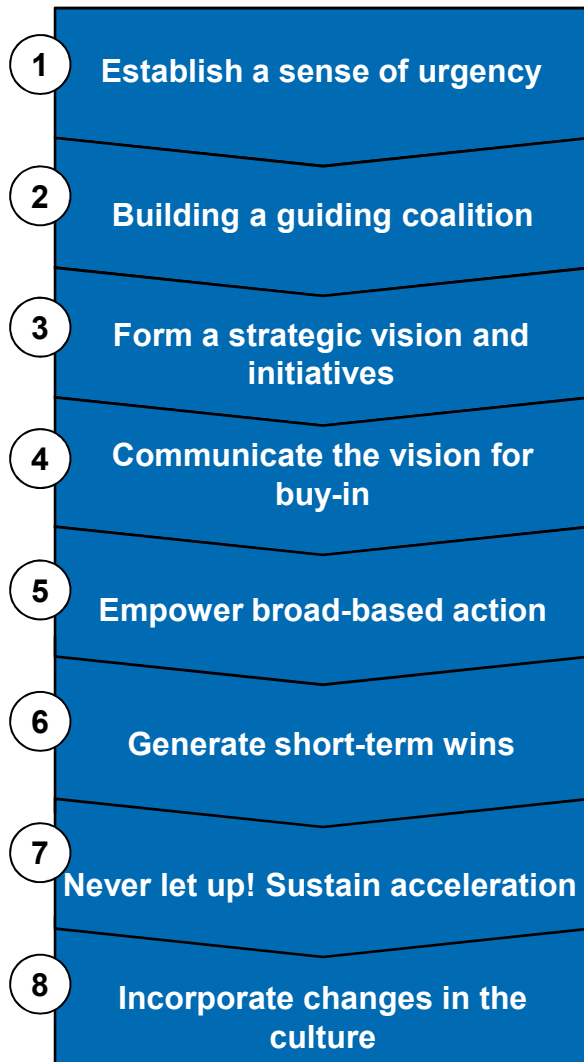 1
Establish a sense of urgency
2
Building a guiding coalition
3
Form a strategic vision and
initiatives
4
Communicate the vision for
buy-in
5
Empower broad-based action
6
Generate short-term wins
7
Never let up! Sustain acceleration
8
Incorporate changes in the
culture